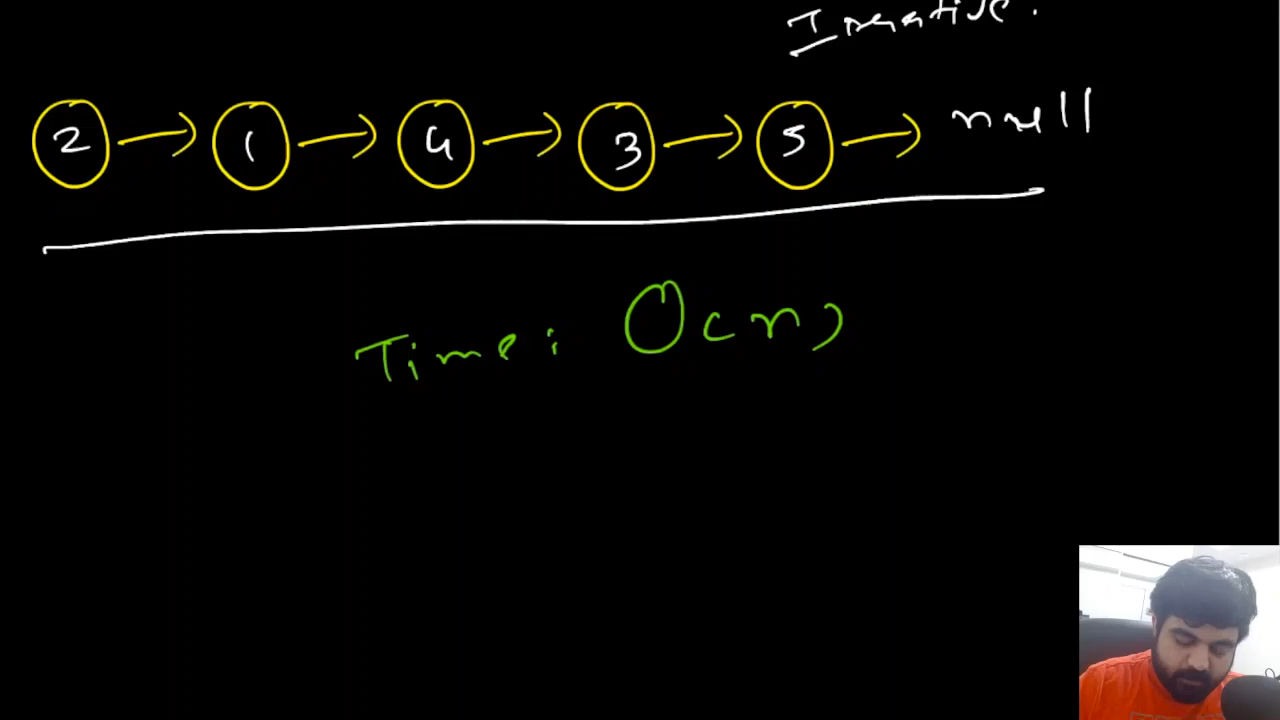 Iterative.
2 → 1 → 4 → 3 → 5 → null
Time: O(n)